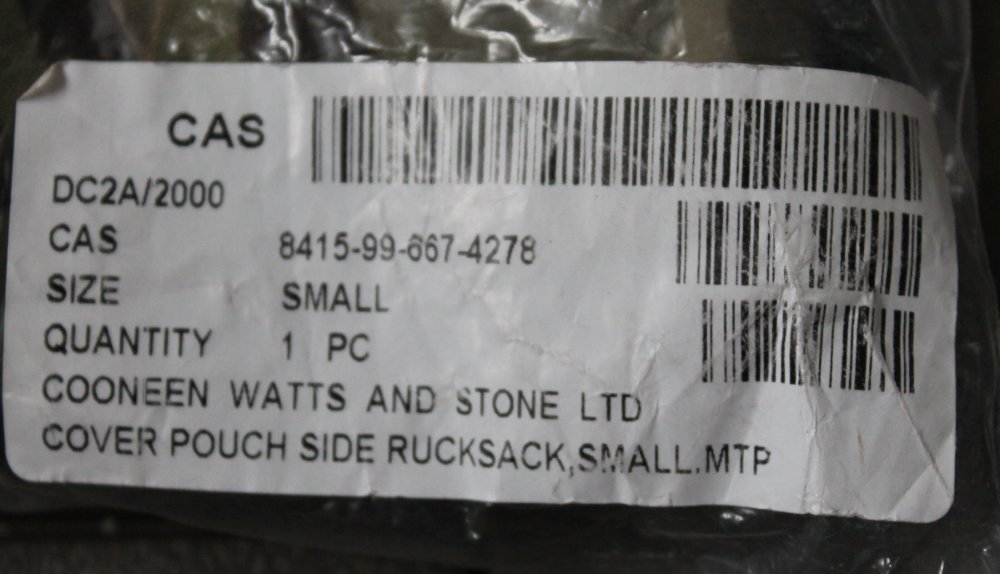 CAS
DC2A/2000
CAS 8415-99-667-4278
SIZE SMALL
QUANTITY 1 PC
COONEEN WATTS AND STONE LTD
COVER POUCH SIDE RUCKSACK,SMALL.MTP